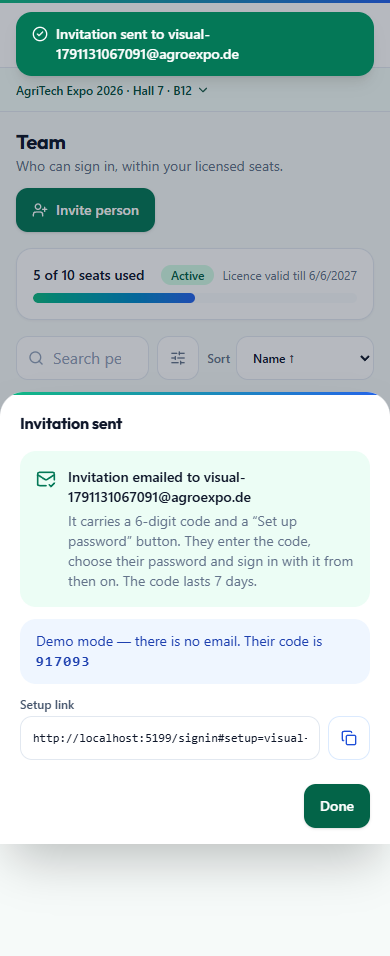 Invitation sent to visual-
1791131067091@agroexpo.de
AgriTech Expo 2026 · Hall 7 · B12
Team
Who can sign in, within your licensed seats.
Invite person
5 of 10 seats used Active Licence valid till 6/6/2027
Search pe Sort Name ↑
Invitation sent
Invitation emailed to visual-
1791131067091@agroexpo.de
It carries a 6-digit code and a “Set up
password” button. They enter the code,
choose their password and sign in with it from
then on. The code lasts 7 days.
Demo mode — there is no email. Their code is
917093
Setup link
http://localhost:5199/signin#setup=visual-
Done